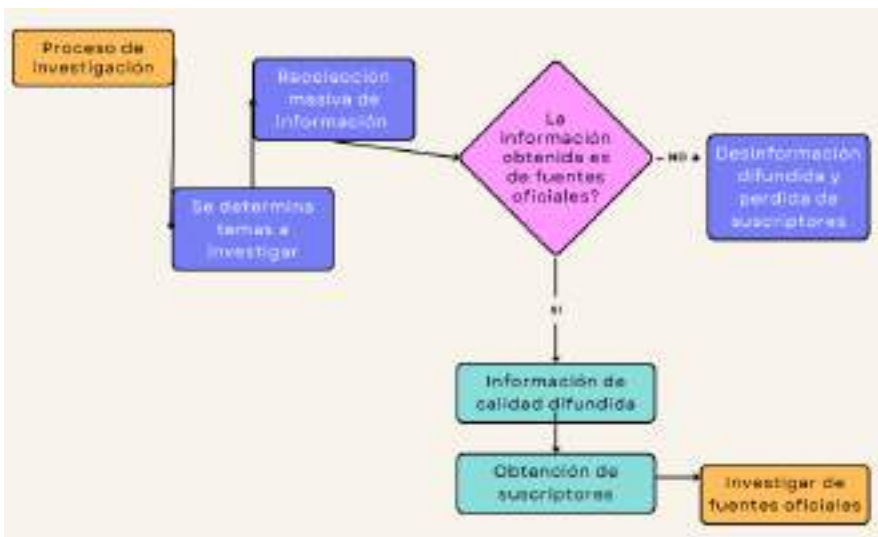 Proceso de
investigación
Recolección
masiva de
información
Se determina
temas a
investigar
La
información
obtenida es
de fuentes
oficiales?
NO
Desinformación
difundida y
perdida de
suscriptores
SI
Información de
calidad difundida
Obtención de
suscriptores
Investigar de
fuentes oficiales